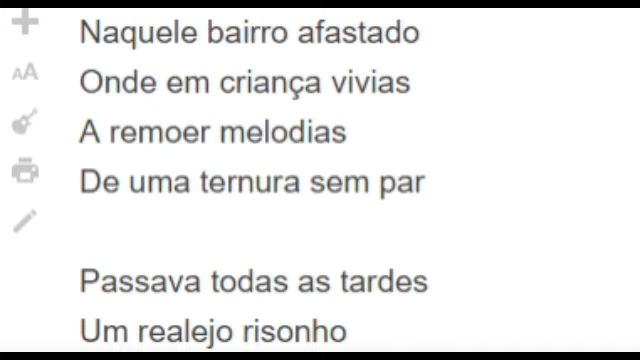 Naquele bairro afastado
Onde em criança vivias
A remoer melodias
De uma ternura sem par
Passava todas as tardes
Um realejo risonho